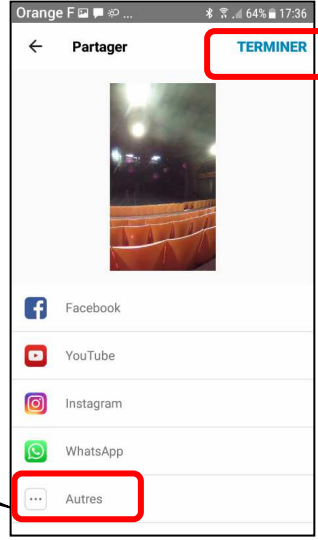 Orange F ... 64% 17:36
Partager TERMINER
Facebook
YouTube
Instagram
WhatsApp
Autres